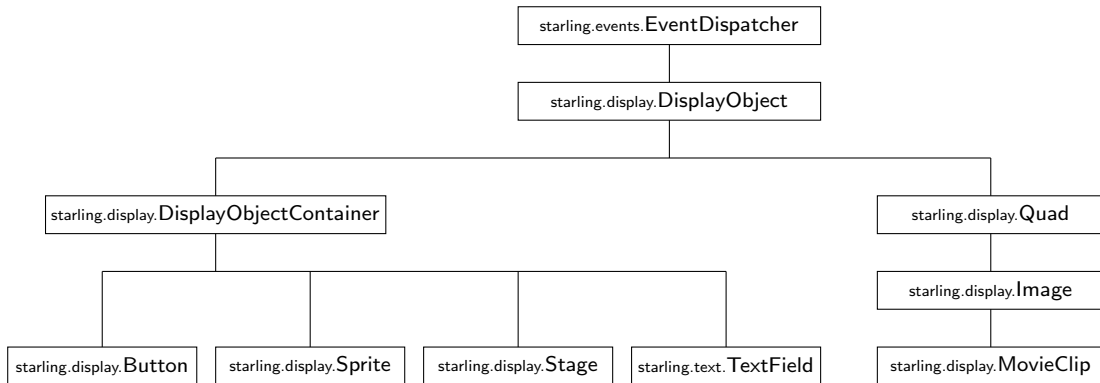 starling.events.EventDispatcher
starling.display.DisplayObject
starling.display.DisplayObjectContainer
starling.display.Quad
starling.display.Image
starling.display.Button
starling.display.Sprite
starling.display.Stage
starling.text.TextField
starling.display.MovieClip